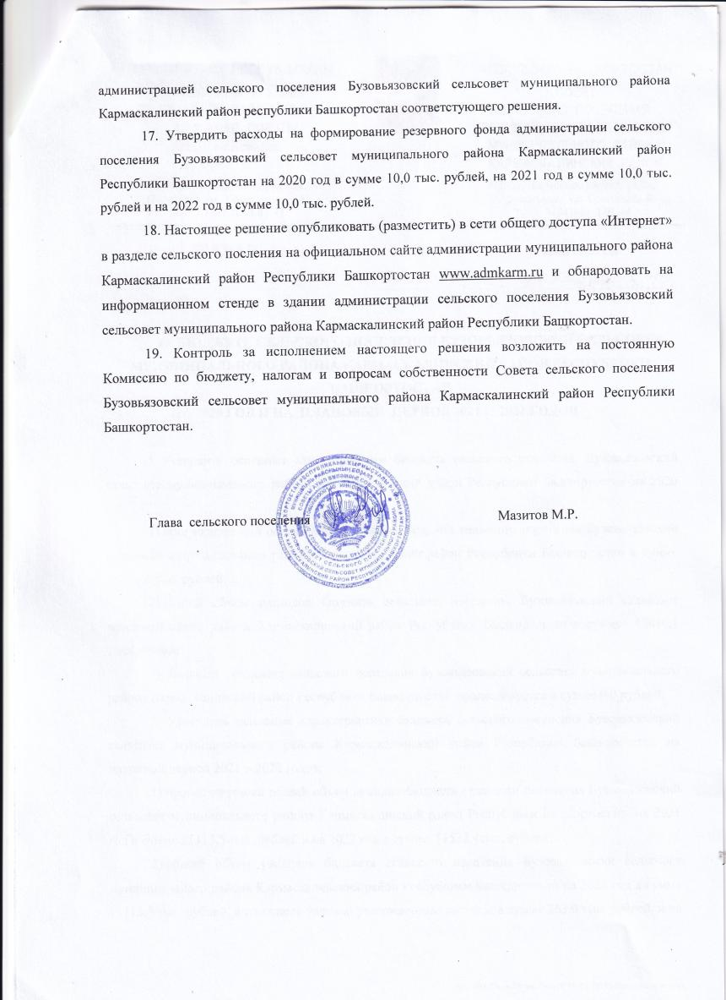 администрацией сельского поселения Бузовьязовский сельсовет муниципального района
Кармаскалинский район республики Башкортостан соответстующего решения.
17. Утвердить расходы на формирование резервного фонда администрации сельского
поселения Бузовьязовский сельсовет муниципального района Кармаскалинский район
Республики Башкортостан на 2020 год в сумме 10,0 тыс. рублей, на 2021 год в сумме 10,0 тыс.
рублей и на 2022 год в сумме 10,0 тыс. рублей.
18. Настоящее решение опубликовать (разместить) в сети общего доступа «Интернет»
в разделе сельского посления на официальном сайте администрации муниципального района
Кармаскалинский район Республики Башкортостан www.admkarm.ru и обнародовать на
информационном стенде в здании администрации сельского поселения Бузовьязовский
сельсовет муниципального района Кармаскалинский район Республики Башкортостан.
19. Контроль за исполнением настоящего решения возложить на постоянную
Комиссию по бюджету, налогам и вопросам собственности Совета сельского поселения
Бузовьязовский сельсовет муниципального района Кармаскалинский район Республики
Башкортостан.
Глава сельского поселения
Мазитов М.Р.